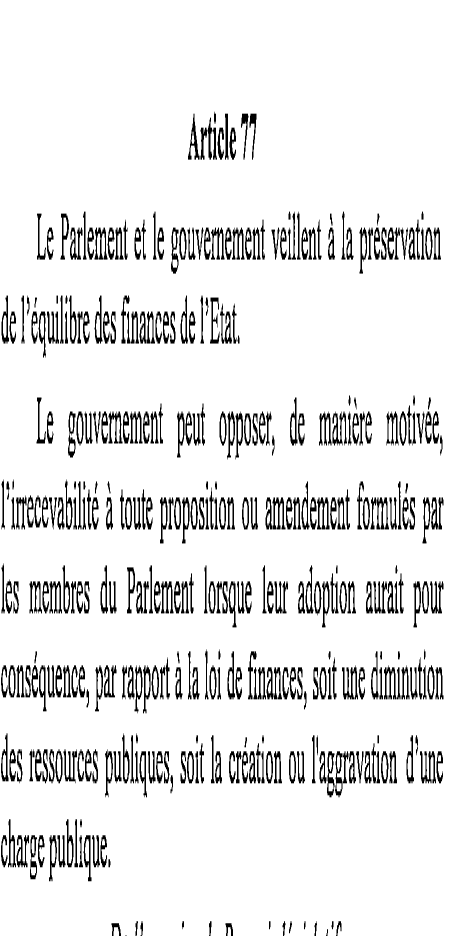 Article 77
Le Parlement et le gouvernement veillent à la préservation
de l'équilibre des finances de l'Etat.
Le gouvernement peut opposer, de manière motivée,
l'irrecevabilité à toute proposition ou amendement formulés par
les membres du Parlement lorsque leur adoption aurait pour
conséquence, par rapport à la loi de finances, soit une diminution
des ressources publiques, soit la création ou l'aggravation d'une
charge publique.